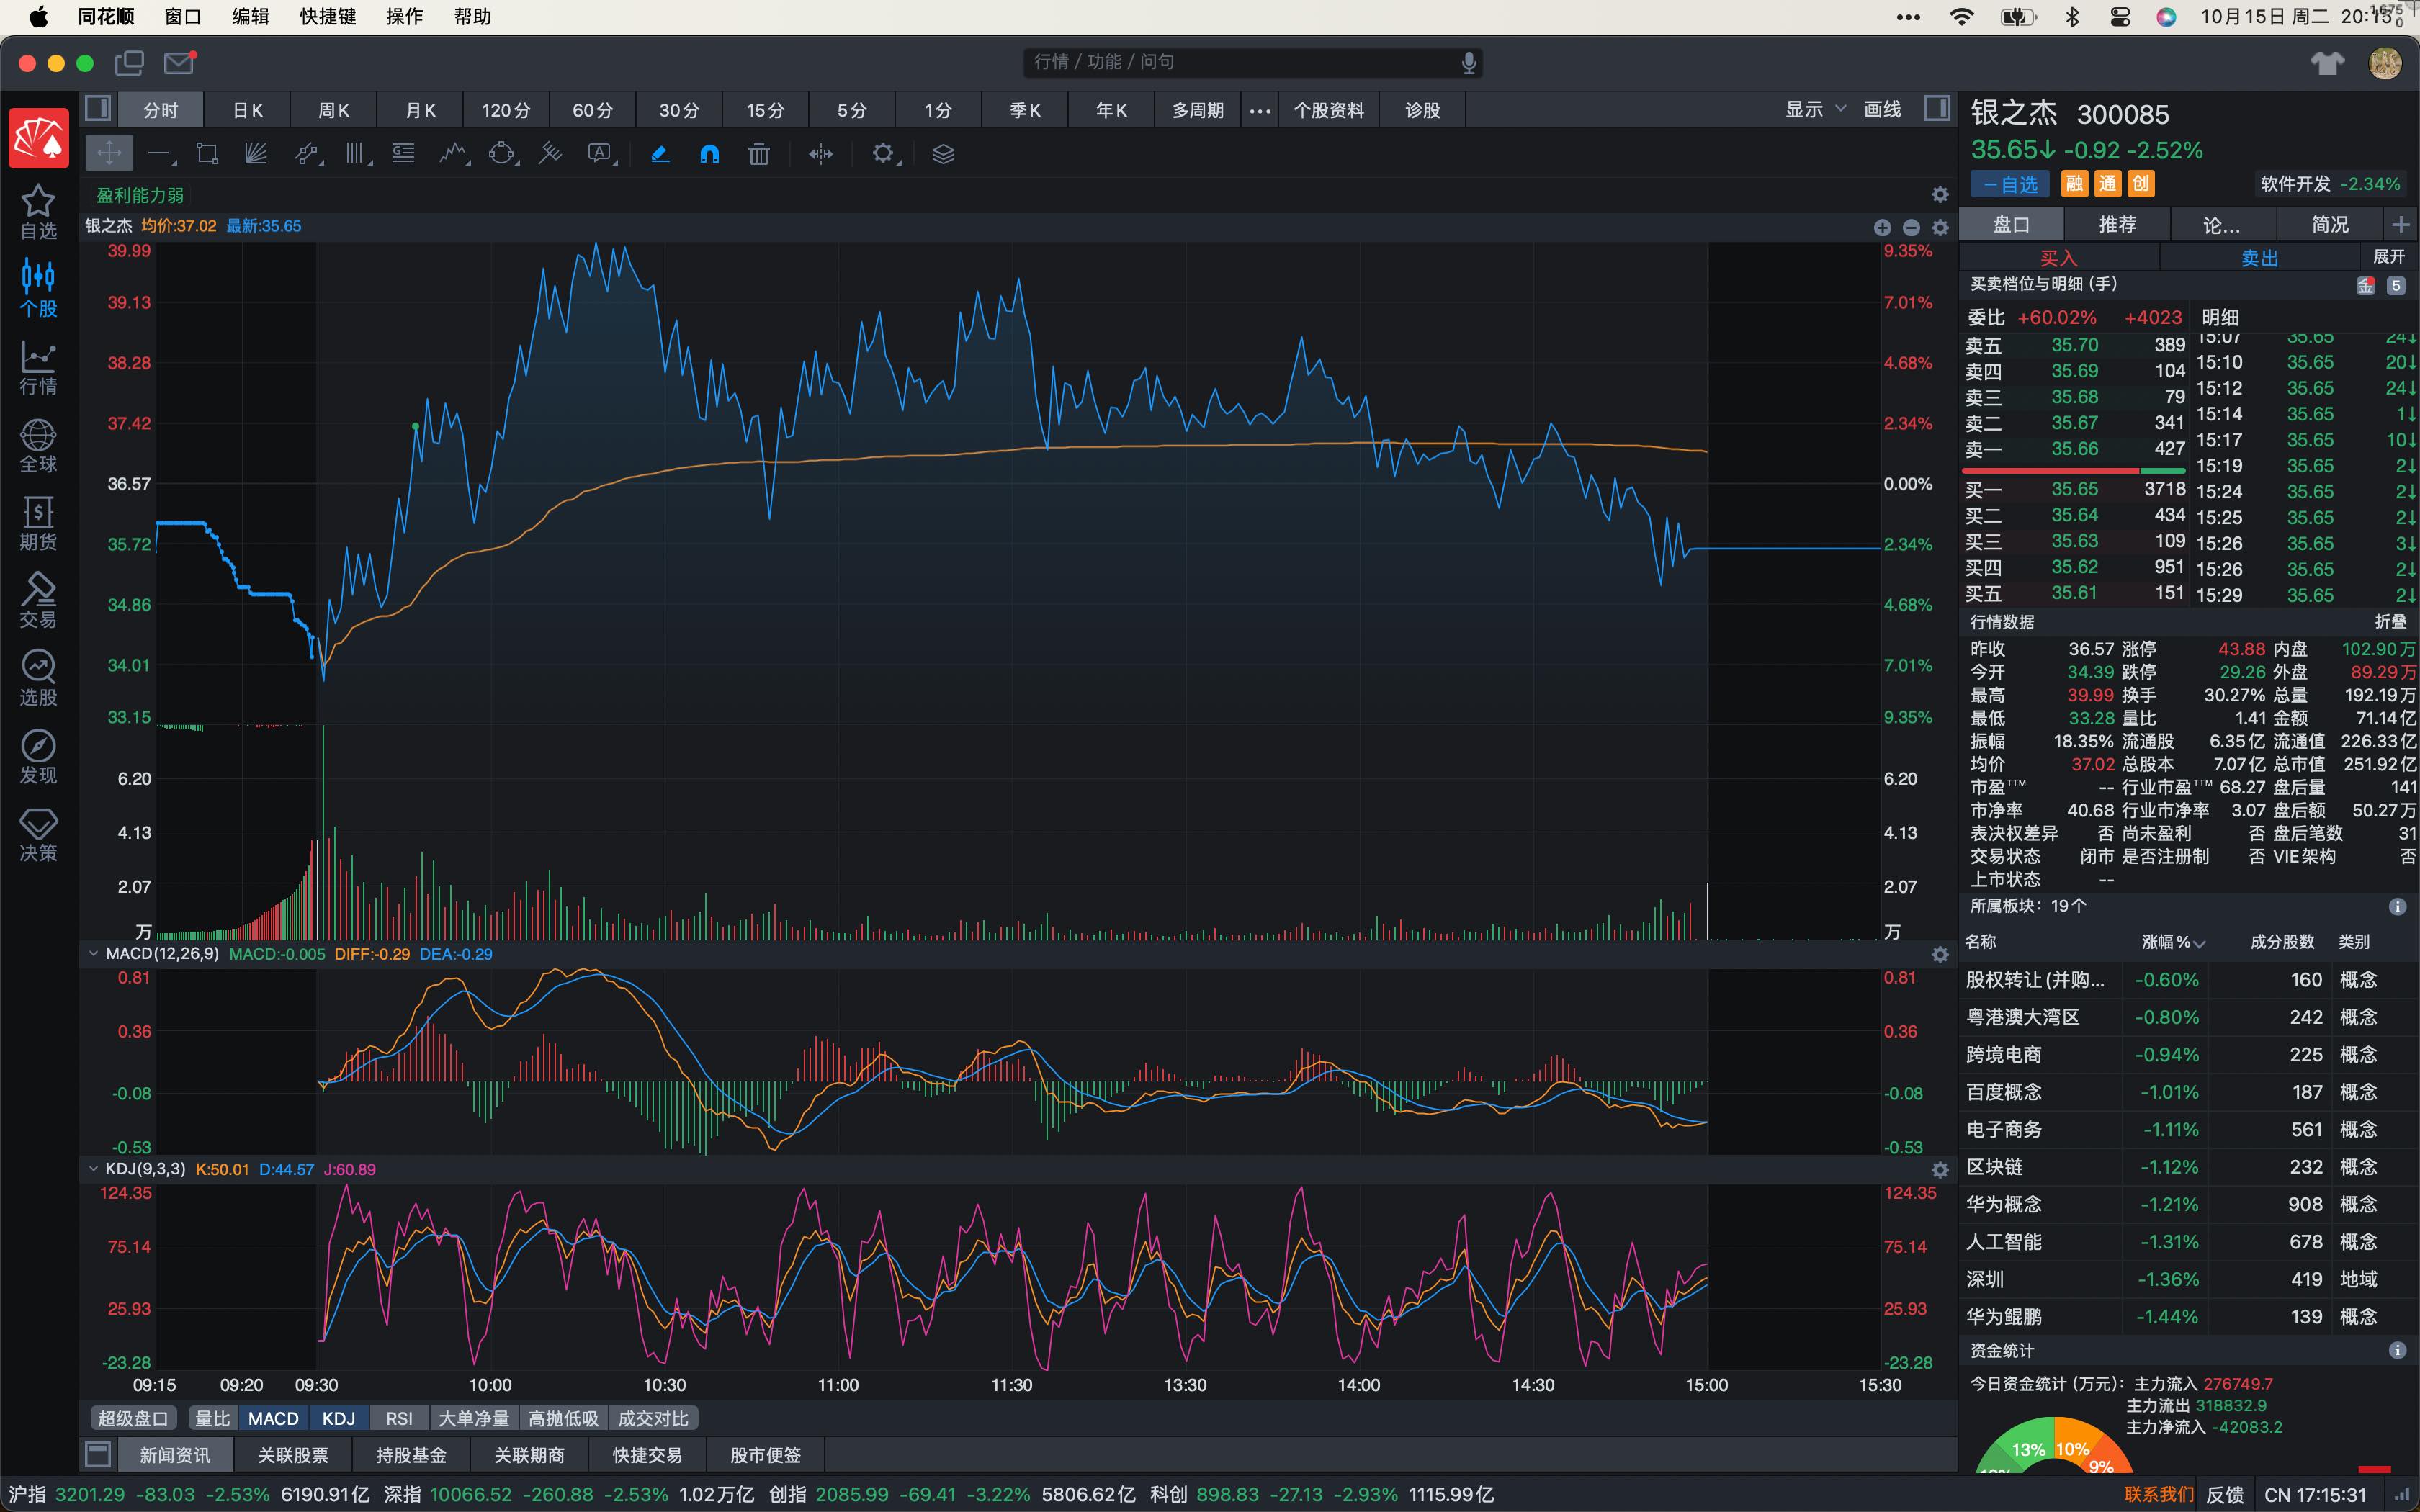 同花顺 窗口 编辑 快捷键 操作 帮助
10月15日 周二
行情 / 功能 / 问句
分时 日K 周K 月K 120分 60分 30分 15分 5分 1分 季K 年K 多周期 ••• 个股资料 诊股 显示 画线
盈利能力弱
银之杰 均价:37.02 最新:35.65
自选
个股
行情
全球
期货
交易
选股
发现
决策
39.99 9.35%
39.13 7.01%
38.28 4.68%
37.42 2.34%
36.57 0.00%
35.72 2.34%
34.86 4.68%
34.01 7.01%
33.15 9.35%
6.20 6.20
4.13 4.13
2.07 2.07
万 万
MACD(12,26,9) MACD:-0.005 DIFF:-0.29 DEA:-0.29
0.81 0.81
0.36 0.36
-0.08 -0.08
-0.53 -0.53
KDJ(9,3,3) K:50.01 D:44.57 J:60.89
124.35 124.35
75.14 75.14
25.93 25.93
-23.28 -23.28
09:15 09:20 09:30 10:00 10:30 11:00 11:30 13:30 14:00 14:30 15:00 15:30
超级盘口 量比 MACD KDJ RSI 大单净量 高抛低吸 成交对比
新闻资讯 关联股票 持股基金 关联期商 快捷交易 股市便签
银之杰 300085
35.65↓ -0.92 -2.52%
一自选 融 通 创 软件开发 -2.34%
盘口 推荐 论... 简况 +
买入 卖出 展开
买卖档位与明细 (手) 金 5
委比 +60.02% +4023 明细
卖五 35.70 389
卖四 35.69 104
卖三 35.68 79
卖二 35.67 341
卖一 35.66 427
买一 35.65 3718
买二 35.64 434
买三 35.63 109
买四 35.62 951
买五 35.61 151
15:07 35.65 24↓
15:10 35.65 20↓
15:12 35.65 24↓
15:14 35.65 1↓
15:17 35.65 10↓
15:19 35.65 2↓
15:24 35.65 2↓
15:25 35.65 2↓
15:26 35.65 3↓
15:26 35.65 2↓
15:29 35.65 2↓
行情数据 折叠
昨收 36.57 涨停 43.88 内盘 102.90万
今开 34.39 跌停 29.26 外盘 89.29万
最高 39.99 换手 30.27% 总量 192.19万
最低 33.28 量比 1.41 金额 71.14亿
振幅 18.35% 流通股 6.35亿 流通值 226.33亿
均价 37.02 总股本 7.07亿 总市值 251.92亿
市盈™ -- 行业市盈™ 68.27 盘后量 141
市净率 40.68 行业市净率 3.07 盘后额 50.27万
表决权差异 否 尚未盈利 否 盘后笔数 31
交易状态 闭市 是否注册制 否 VIE架构 否
上市状态 --
所属板块：19个
名称 涨幅% 成分股数 类别
股权转让(并购... -0.60% 160 概念
粤港澳大湾区 -0.80% 242 概念
跨境电商 -0.94% 225 概念
百度概念 -1.01% 187 概念
电子商务 -1.11% 561 概念
区块链 -1.12% 232 概念
华为概念 -1.21% 908 概念
人工智能 -1.31% 678 概念
深圳 -1.36% 419 地域
华为鲲鹏 -1.44% 139 概念
资金统计
今日资金统计 (万元)：主力流入 276749.7
主力流出 318832.9
主力净流入 -42083.2
13% 10%
9%
沪指 3201.29 -83.03 -2.53% 6190.91亿 深指 10066.52 -260.88 -2.53% 1.02万亿 创指 2085.99 -69.41 -3.22% 5806.62亿 科创 898.83 -27.13 -2.93% 1115.99亿 联系我们 反馈 CN 17:15:31